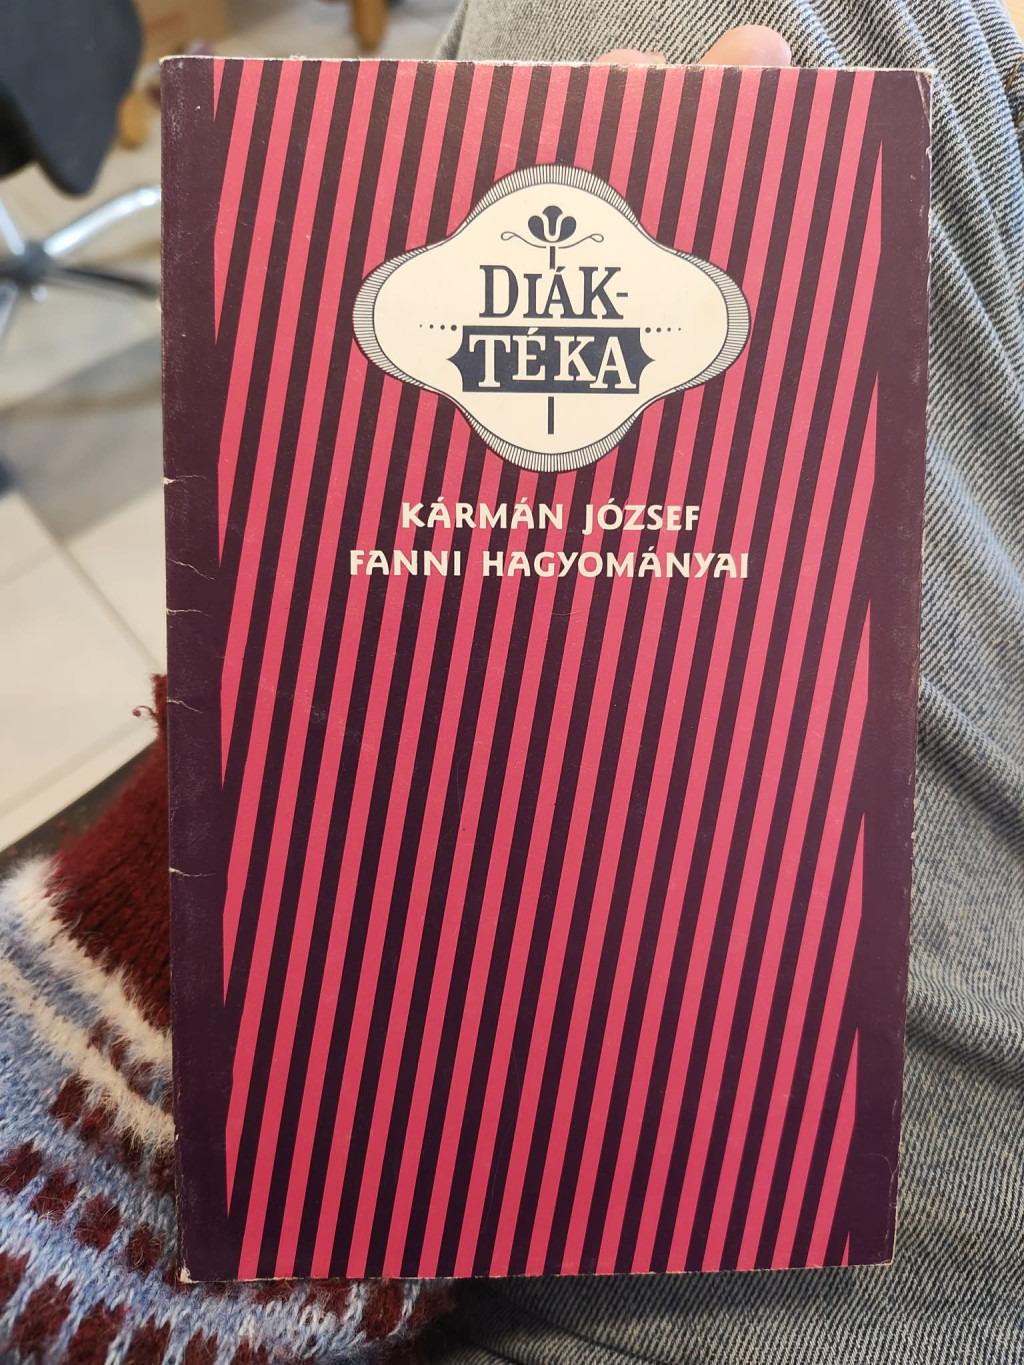 DIÁK-
TÉKA
KÁRMÁN JÓZSEF
FANNI HAGYOMÁNYAI